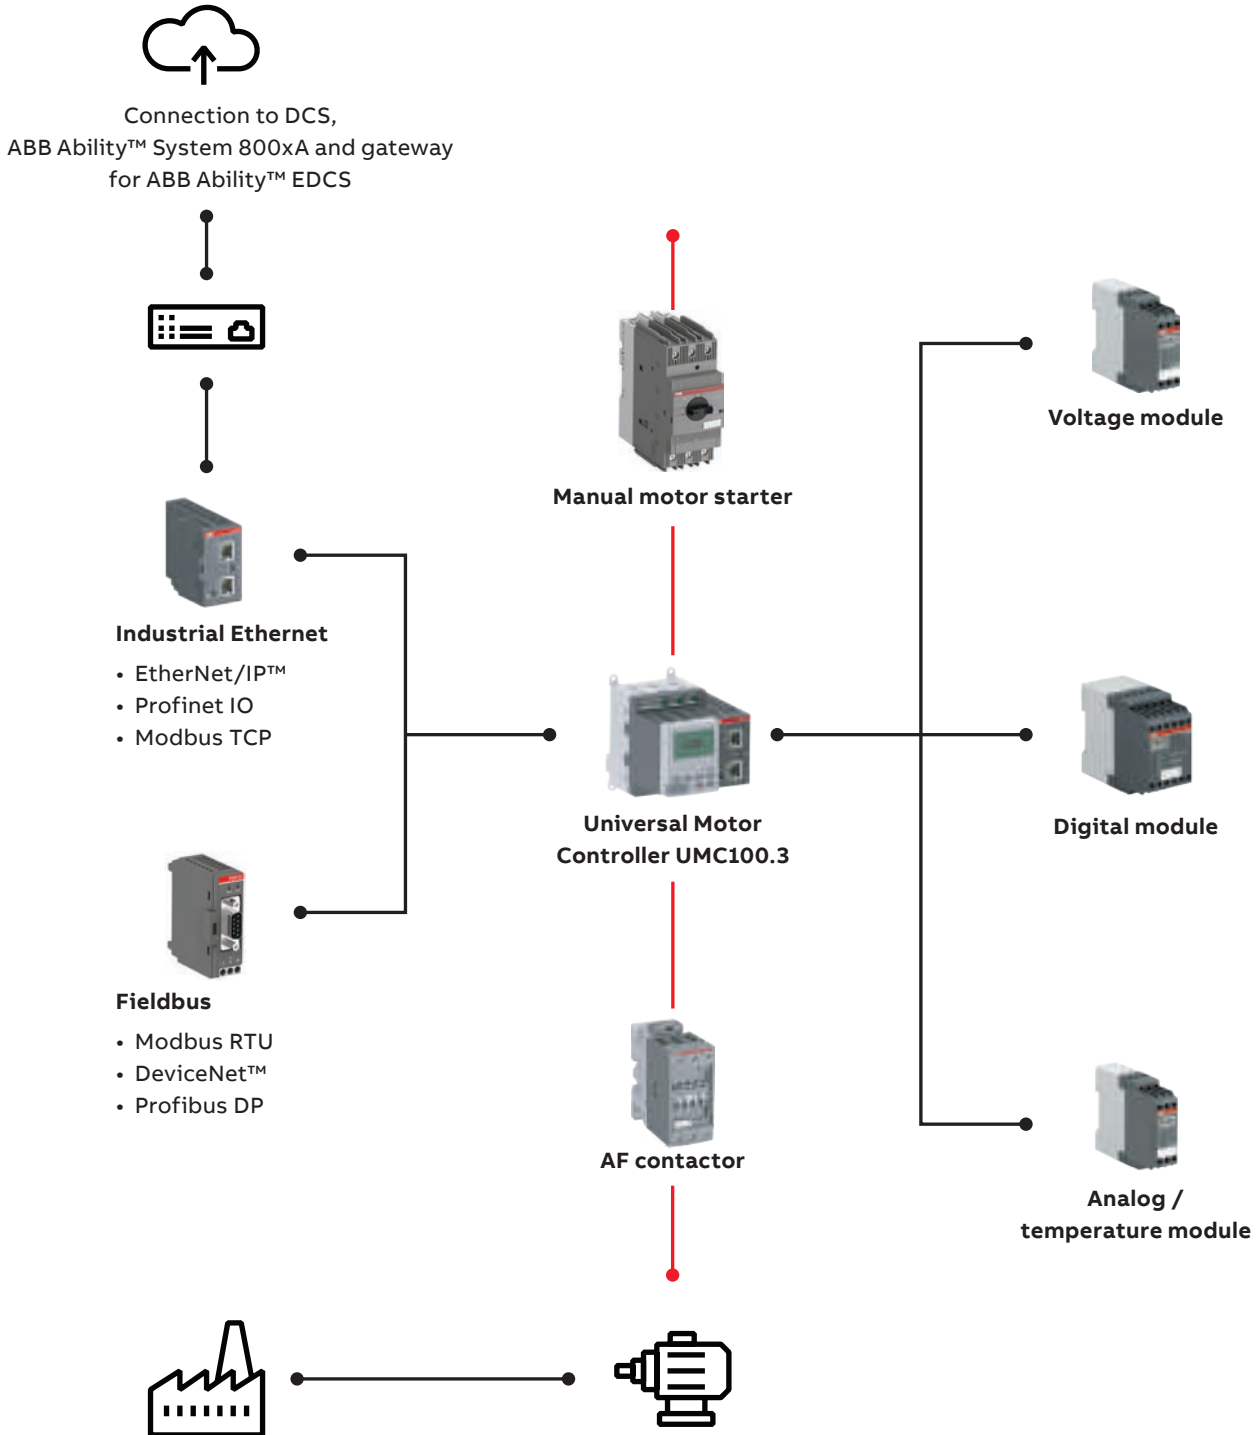 Connection to DCS,
ABB Ability™ System 800xA and gateway
for ABB Ability™ EDCS
Manual motor starter
Voltage module
Industrial Ethernet
• EtherNet/IP™
• Profinet IO
• Modbus TCP
Universal Motor
Controller UMC100.3
Digital module
Fieldbus
• Modbus RTU
• DeviceNet™
• Profibus DP
AF contactor
Analog /
temperature module